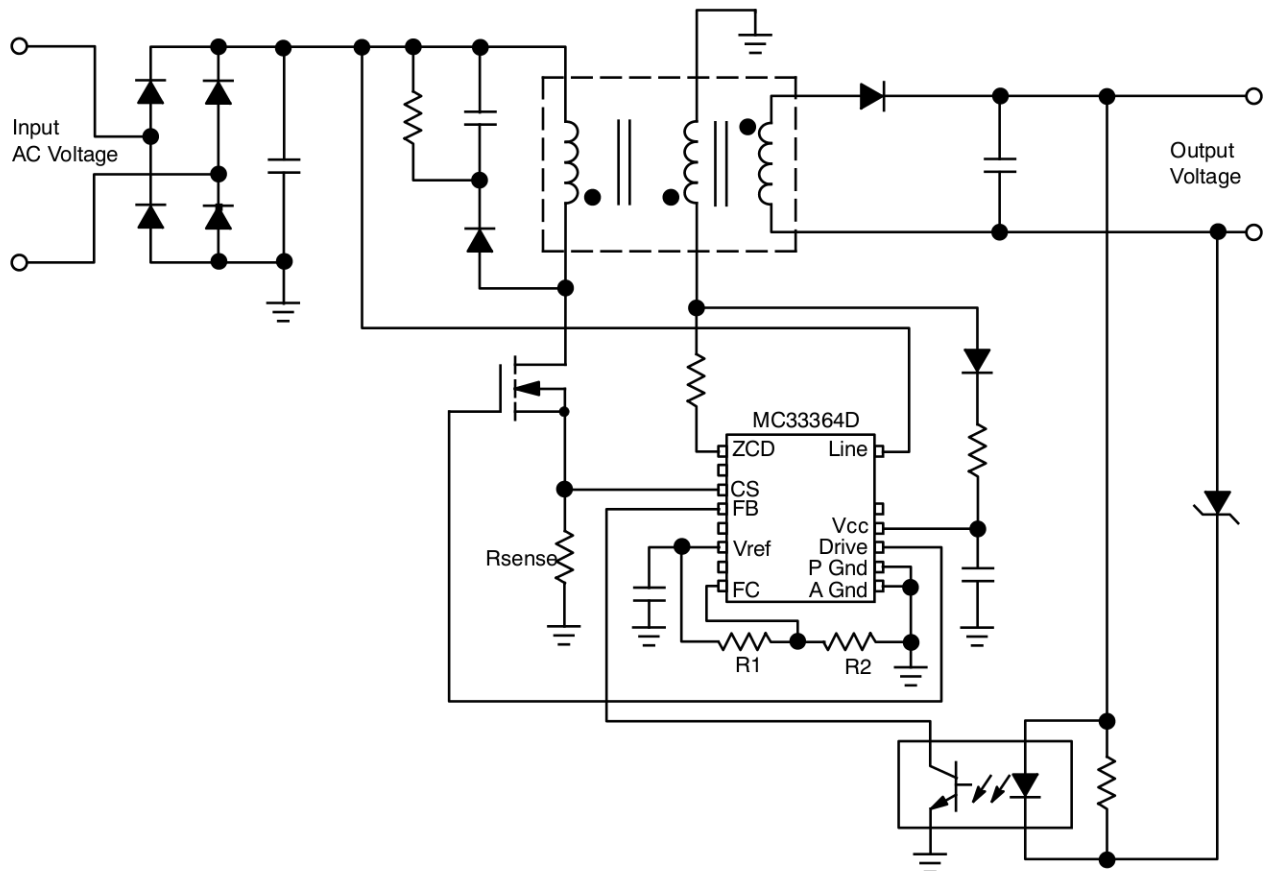 Input
AC Voltage
Output
Voltage
MC33364D
ZCD
Line
CS
FB
Vcc
Vref
Drive
P Gnd
FC
A Gnd
Rsense
R1
R2